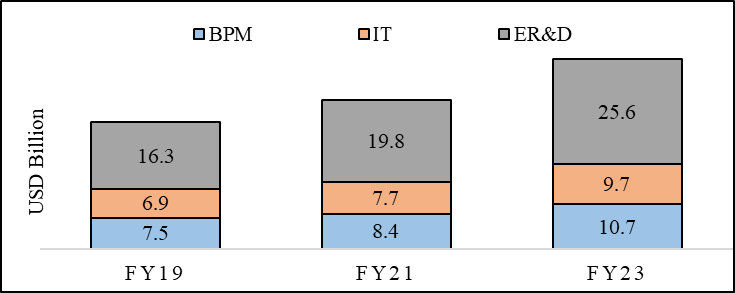 BPM IT ER&D
USD Billion
16.3 19.8 25.6
6.9 7.7 9.7
7.5 8.4 10.7
FY19 FY21 FY23